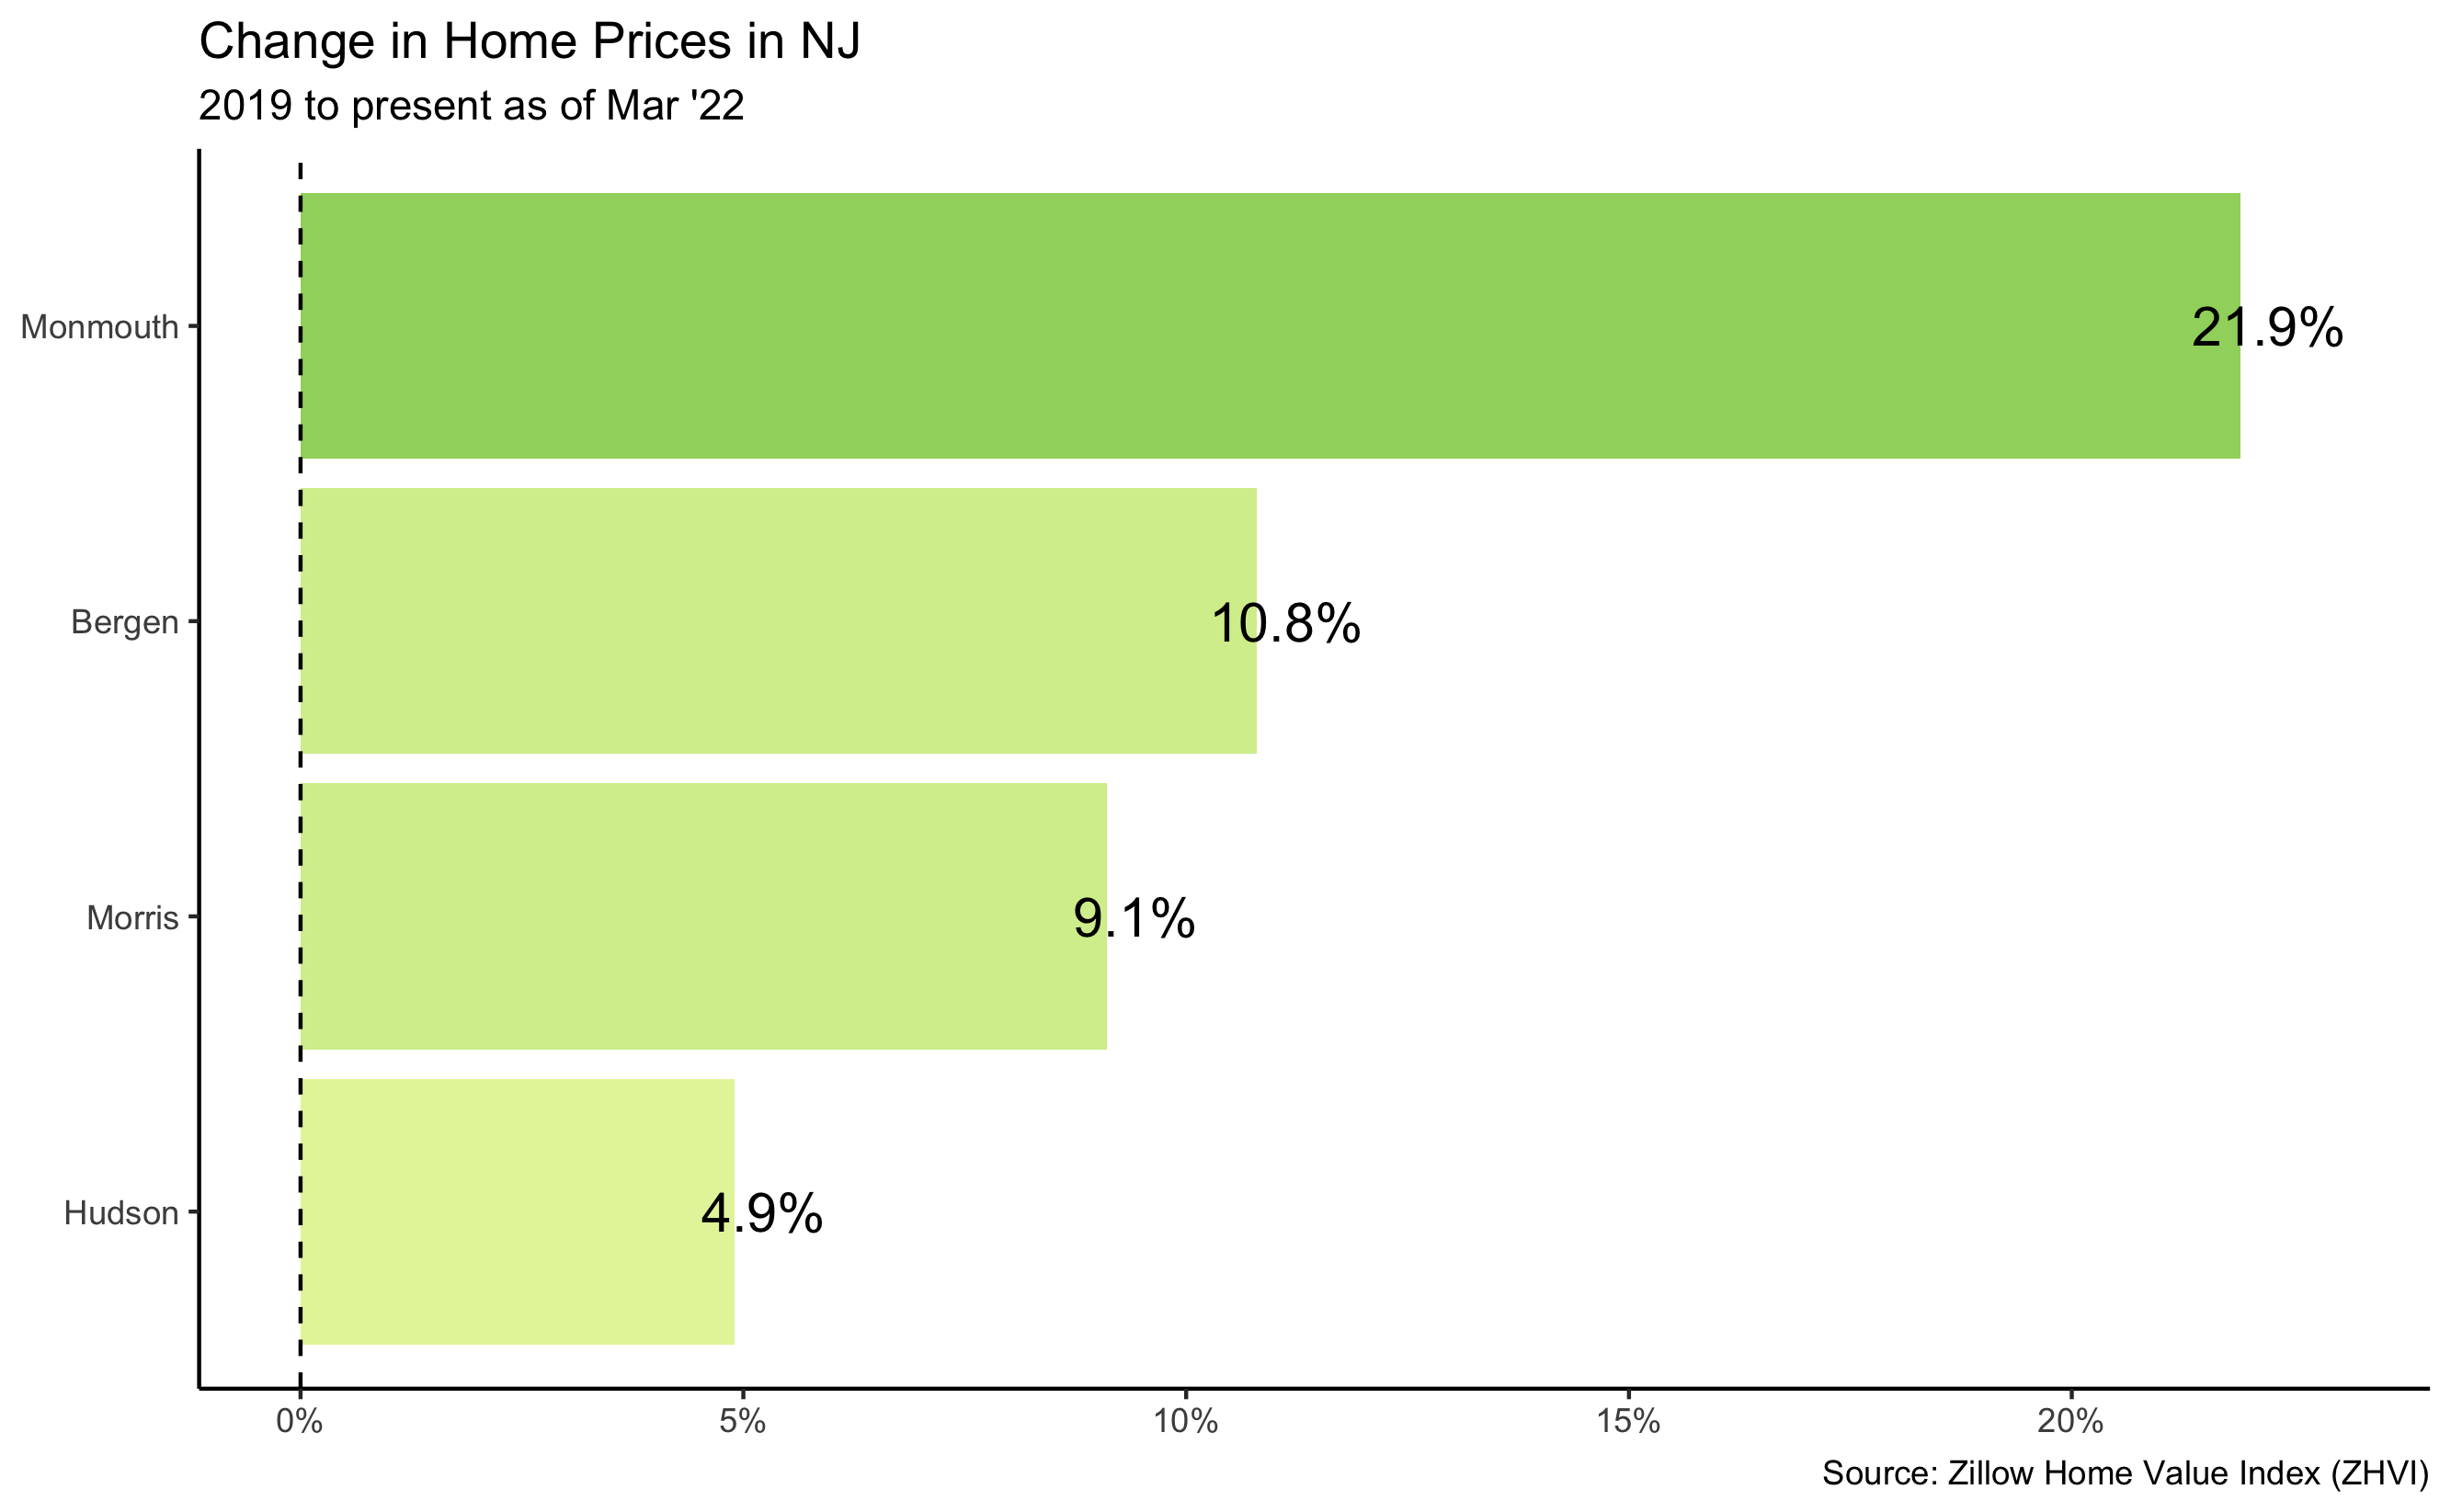 Change in Home Prices in NJ
2019 to present as of Mar '22
Monmouth
21.9%
Bergen
10.8%
Morris
9.1%
Hudson
4.9%
0% 5% 10% 15% 20%
Source: Zillow Home Value Index (ZHVI)